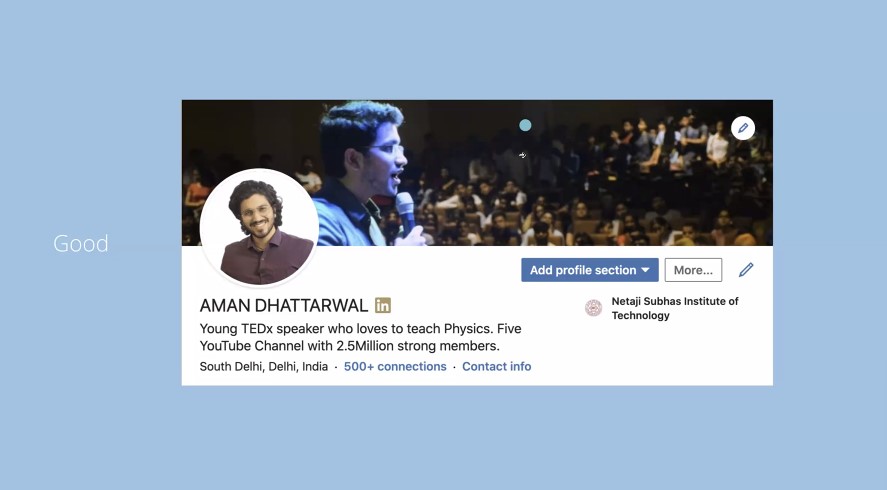 Good
Add profile section
More...
AMAN DHATTARWAL in
Netaji Subhas Institute of
Technology
Young TEDx speaker who loves to teach Physics. Five
YouTube Channel with 2.5Million strong members.
South Delhi, Delhi, India · 500+ connections · Contact info